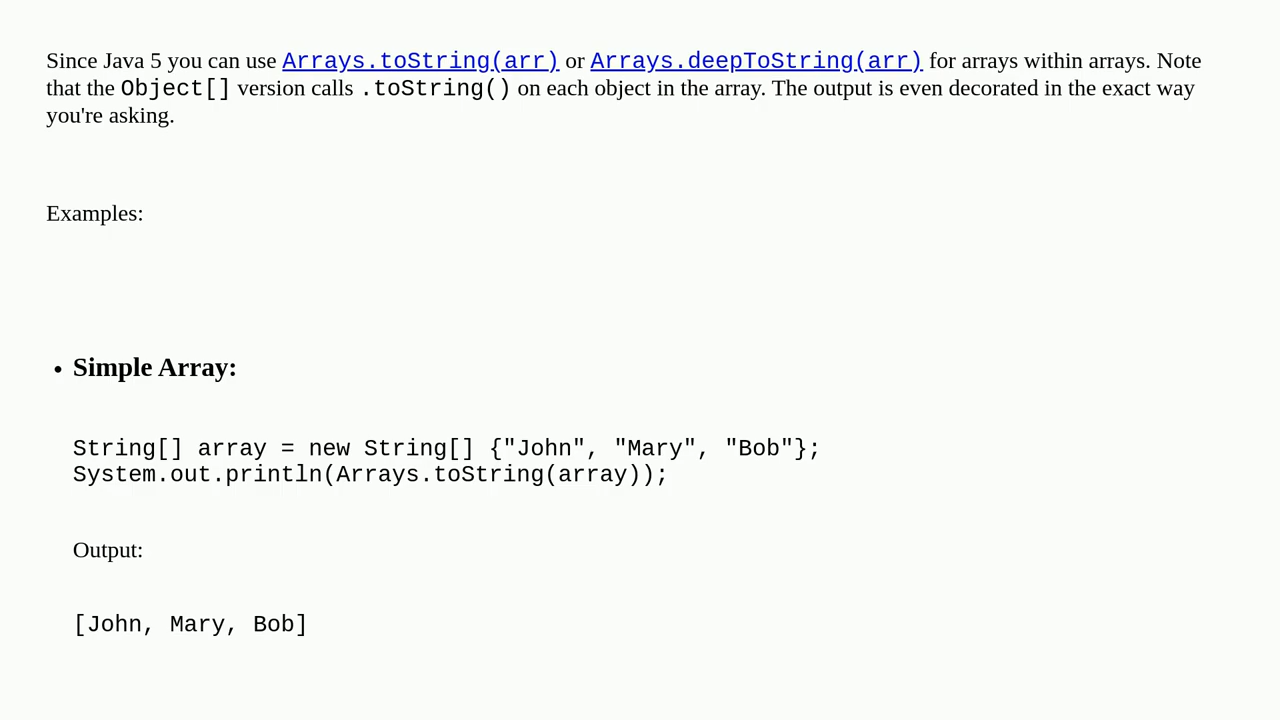 Since Java 5 you can use Arrays.toString(arr) or Arrays.deepToString(arr) for arrays within arrays. Note
that the Object[] version calls .toString() on each object in the array. The output is even decorated in the exact way
you're asking.
Examples:
• Simple Array:
String[] array = new String[] {"John", "Mary", "Bob"};
System.out.println(Arrays.toString(array));
Output:
[John, Mary, Bob]